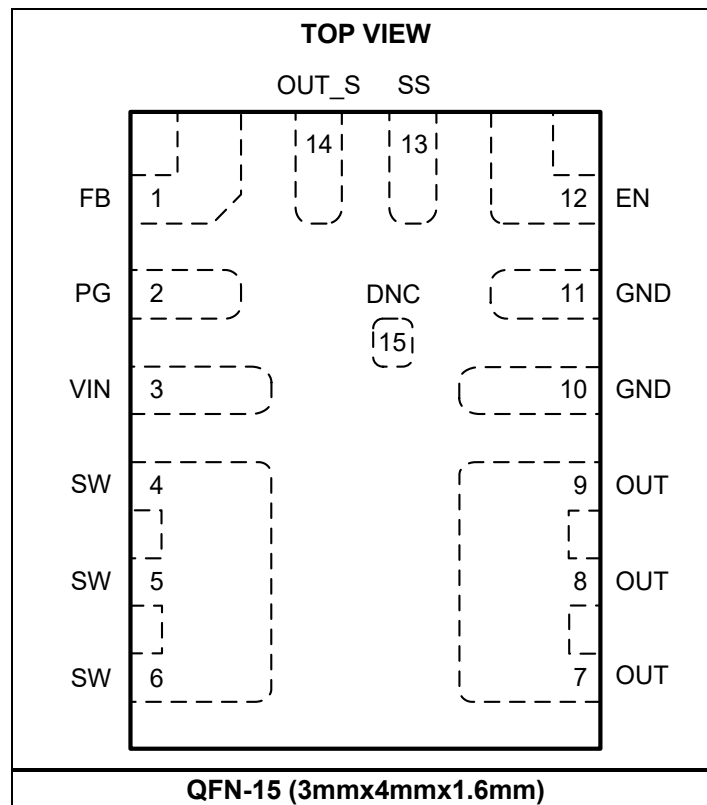 TOP VIEW
OUT_S SS
14 13
FB 1 12 EN
PG 2 DNC 11 GND
15
VIN 3 10 GND
SW 4 9 OUT
SW 5 8 OUT
SW 6 7 OUT
QFN-15 (3mmx4mmx1.6mm)